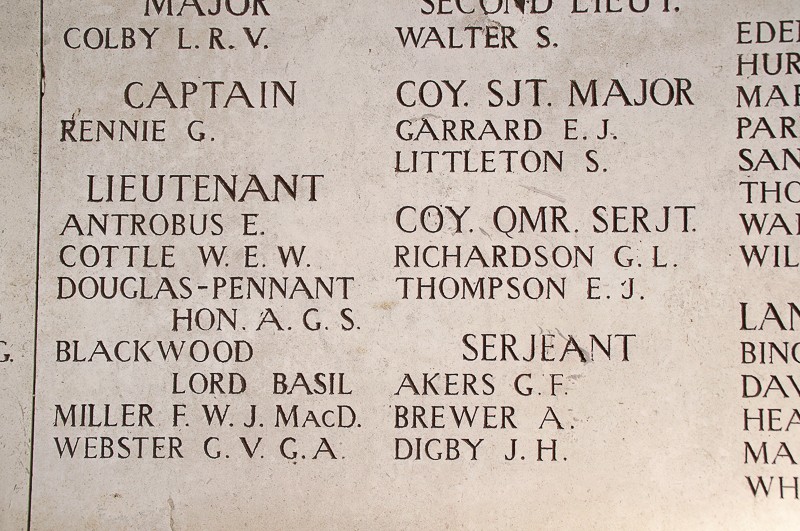 MAJOR
COLBY L. R. V.
CAPTAIN
RENNIE G.
LIEUTENANT
ANTROBUS E.
COTTLE W. E. W.
DOUGLAS-PENNANT
HON. A. G. S.
BLACKWOOD
LORD BASIL
MILLER F. W. J. MACD.
WEBSTER G. V. G. A.
SECOND LIEUT.
WALTER S.
COY. SJT. MAJOR
GARRARD E. J.
LITTLETON S.
COY. QMR. SERJT.
RICHARDSON G. L.
THOMPSON E. J.
SERJEANT
AKERS G. F.
BREWER A.
DIGBY J. H.